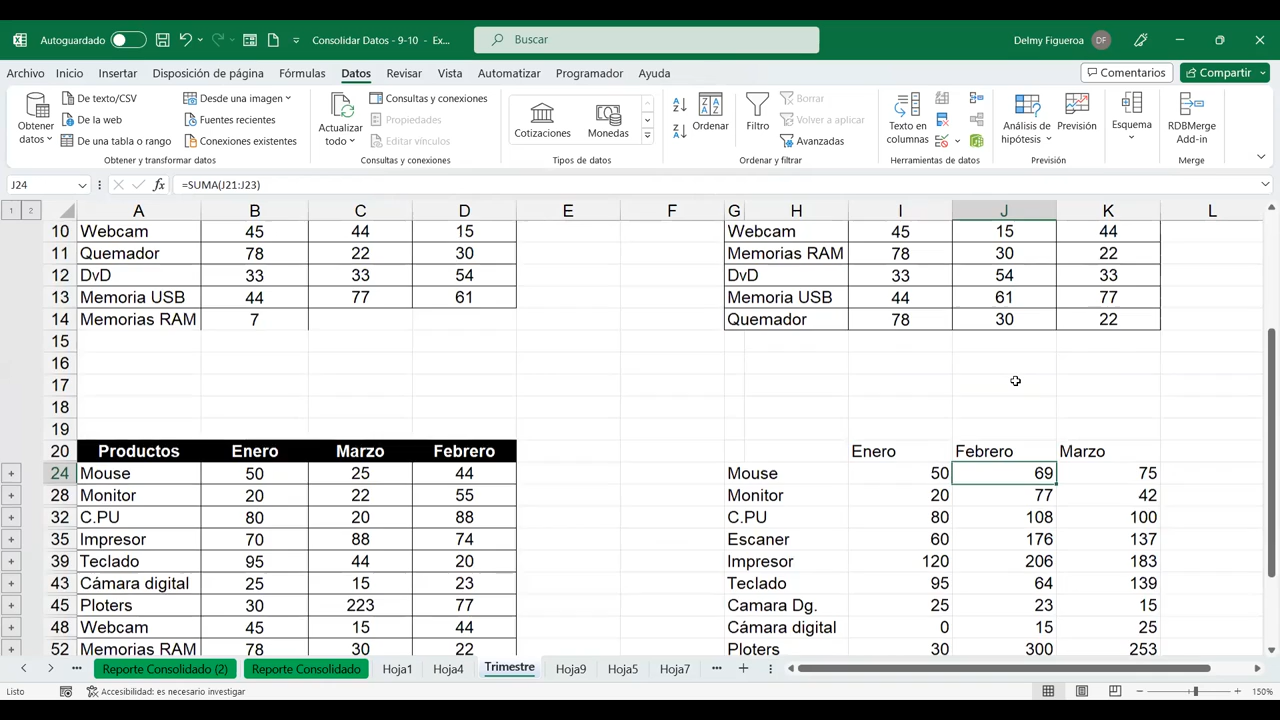 Autoguardado
Consolidar Datos - 9-10 - Ex...
Buscar
Delmy Figueroa DF
Archivo Inicio Insertar Disposición de página Fórmulas Datos Revisar Vista Automatizar Programador Ayuda
Comentarios Compartir
Obtener datos
De texto/CSV
De la web
De una tabla o rango
Desde una imagen
Fuentes recientes
Conexiones existentes
Obtener y transformar datos
Actualizar todo
Consultas y conexiones
Propiedades
Editar vínculos
Consultas y conexiones
Cotizaciones Monedas
Tipos de datos
Ordenar
Filtro
Borrar
Volver a aplicar
Avanzadas
Ordenar y filtrar
Texto en columnas
Herramientas de datos
Análisis de hipótesis
Previsión
Previsión
Esquema
RDBMerge Add-in
Merge
J24 fx =SUMA(J21:J23)
1 2 A B C D E F G H I J K L
10 Webcam 45 44 15 Webcam 45 15 44
11 Quemador 78 22 30 Memorias RAM 78 30 22
12 DvD 33 33 54 DvD 33 54 33
13 Memoria USB 44 77 61 Memoria USB 44 61 77
14 Memorias RAM 7 Quemador 78 30 22
15
16
17
18
19
20 Productos Enero Marzo Febrero Enero Febrero Marzo
24 Mouse 50 25 44 Mouse 50 69 75
28 Monitor 20 22 55 Monitor 20 77 42
32 C.PU 80 20 88 C.PU 80 108 100
35 Impresor 70 88 74 Escaner 60 176 137
39 Teclado 95 44 20 Impresor 120 206 183
43 Cámara digital 25 15 23 Teclado 95 64 139
45 Ploters 30 223 77 Camara Dg. 25 23 15
48 Webcam 45 15 44 Cámara digital 0 15 25
52 Memorias RAM 78 30 22 Ploters 30 300 253
Reporte Consolidado (2) Reporte Consolidado Hoja1 Hoja4 Trimestre Hoja9 Hoja5 Hoja7
Listo Accesibilidad: es necesario investigar 150%